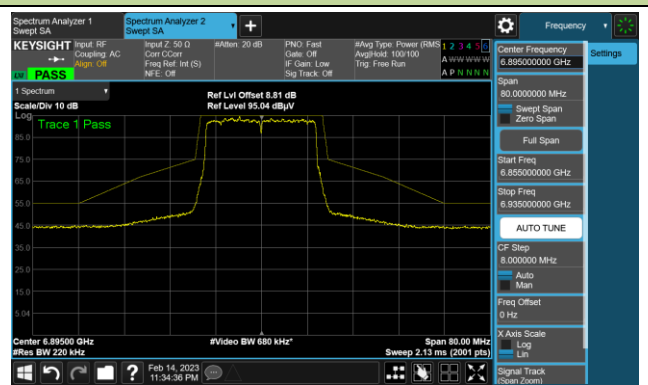 Spectrum Analyzer 1
Swept SA
Spectrum Analyzer 2
Swept SA
+
Frequency
KEYSIGHT
Input: RF
Coupling: AC
Align: Off
Input Z: 50 Ω
Corr CCorr
Freq Ref: Int (S)
NFE: Off
#Atten: 20 dB
PNO: Fast
Gate: Off
IF Gain: Low
Sig Track: Off
#Avg Type: Power (RMS
Avg|Hold: 100/100
Trig: Free Run
1 2 3 4 5 6
A W W W W W
A P N N N N
PASS
1 Spectrum
Scale/Div 10 dB
Log
Ref Lvl Offset 8.81 dB
Ref Level 95.04 dBµV
Trace 1 Pass
85.0
75.0
65.0
55.0
45.0
35.0
25.0
15.0
5.04
Center 6.89500 GHz
#Res BW 220 kHz
#Video BW 680 kHz*
Span 80.00 MHz
Sweep 2.13 ms (2001 pts)
Center Frequency
6.895000000 GHz
Settings
Span
80.0000000 MHz
Swept Span
Zero Span
Full Span
Start Freq
6.855000000 GHz
Stop Freq
6.935000000 GHz
AUTO TUNE
CF Step
8.000000 MHz
Auto
Man
Freq Offset
0 Hz
X Axis Scale
Log
Lin
Signal Track
(Span Zoom)
?
Feb 14, 2023
11:34:36 PM